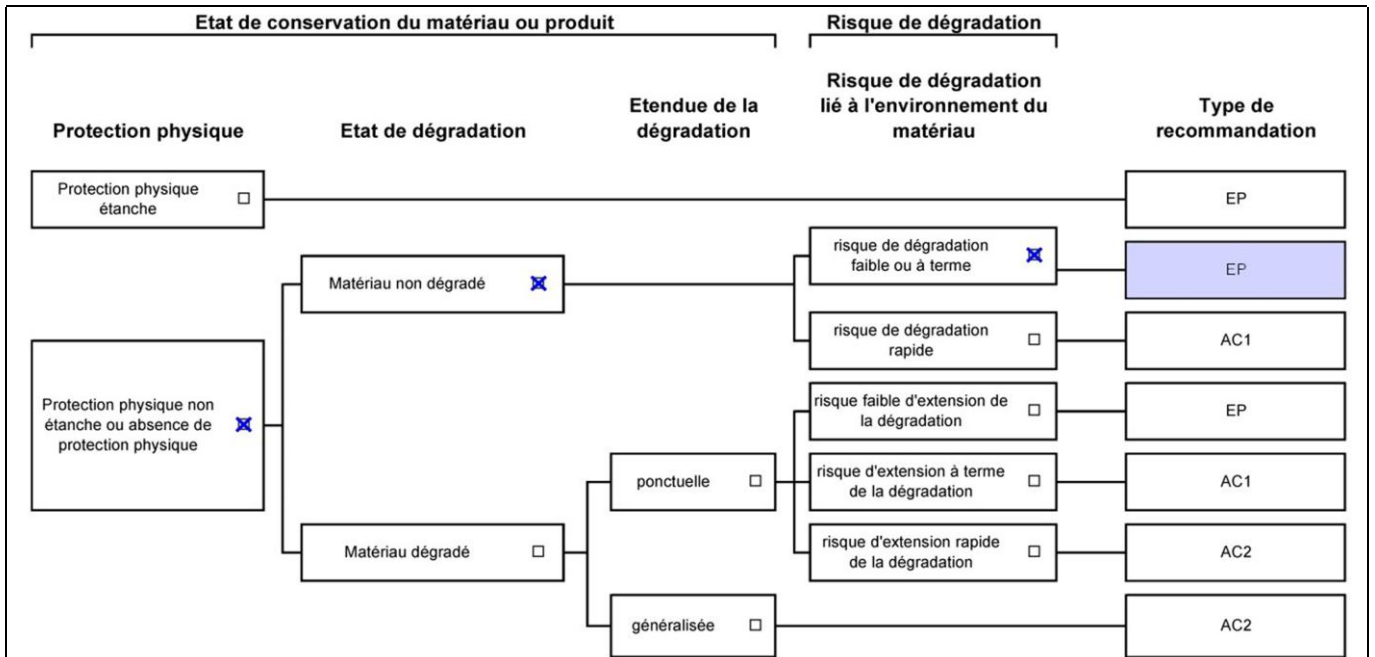 Etat de conservation du matériau ou produit
Risque de dégradation
Protection physique
Etat de dégradation
Etendue de la
dégradation
Risque de dégradation
lié à l'environnement du
matériau
Type de
recommandation
Protection physique
étanche
EP
risque de dégradation
faible ou à terme
EP
Matériau non dégradé
risque de dégradation
rapide
AC1
Protection physique non
étanche ou absence de
protection physique
risque faible d'extension de
la dégradation
EP
ponctuelle
risque d'extension à terme
de la dégradation
AC1
Matériau dégradé
risque d'extension rapide
de la dégradation
AC2
généralisée
AC2